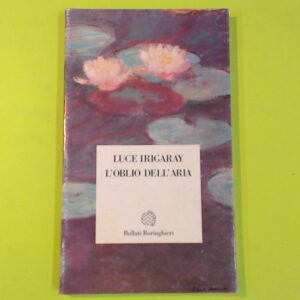 LUCE IRIGARAY
L'OBLIO DELL'ARIA
Bollati Boringhieri